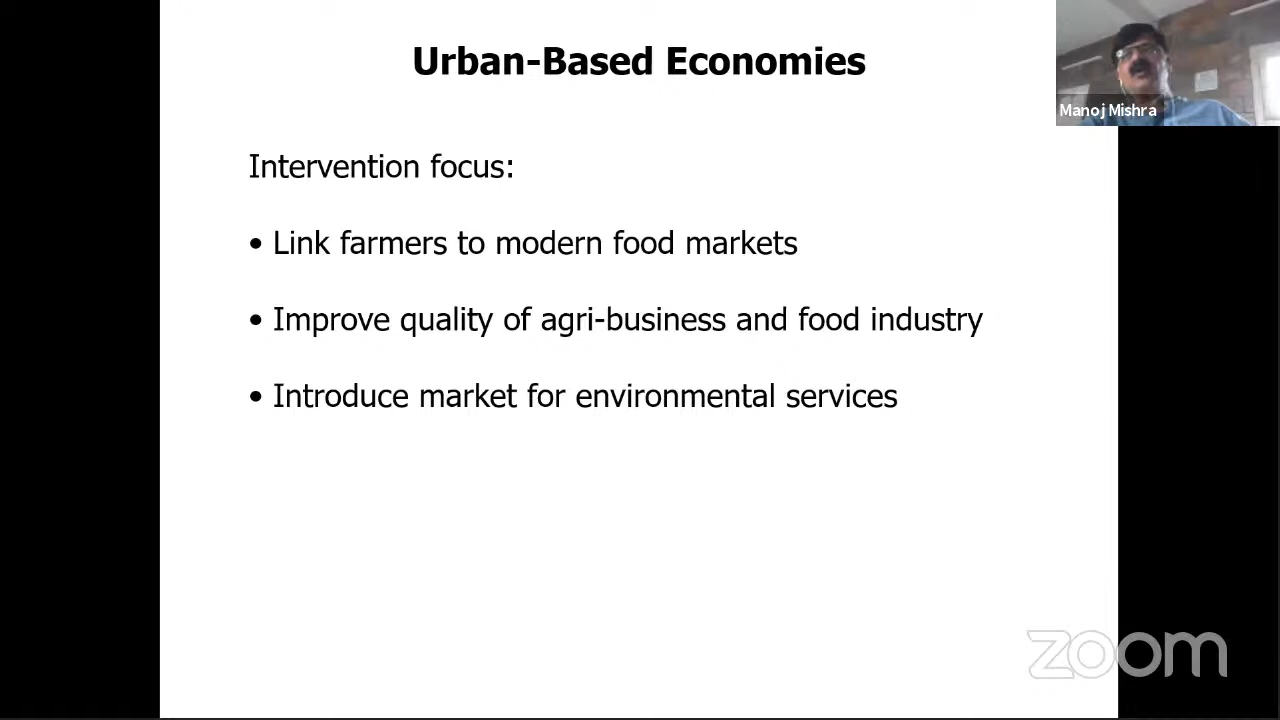 Urban-Based Economies
Manoj Mishra
Intervention focus:
• Link farmers to modern food markets
• Improve quality of agri-business and food industry
• Introduce market for environmental services
zoom